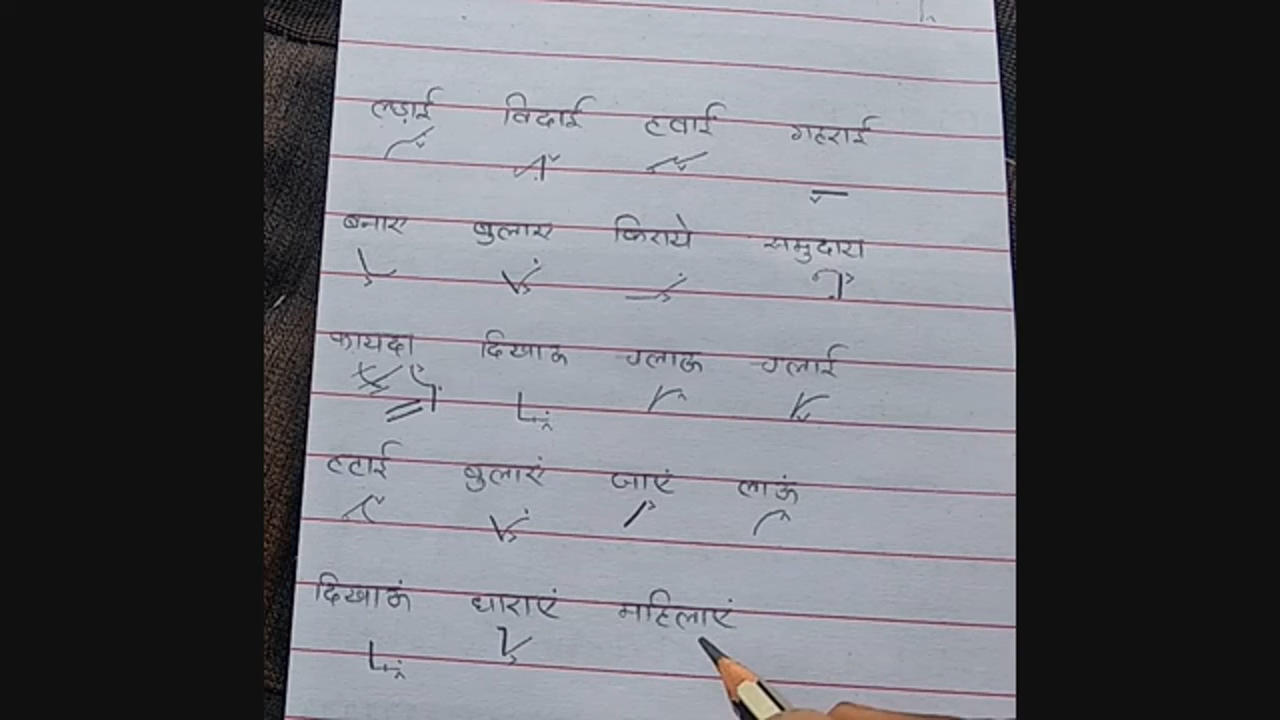 लड़ाई विदाई हवाई गहराई
बनाए बुलाए किराये समुदाय
कायदा दिखाऊ चलाऊ चलाई
हटाई बुलाएं जाएं लाऊं
दिखाऊं धाराएं महिलाएं